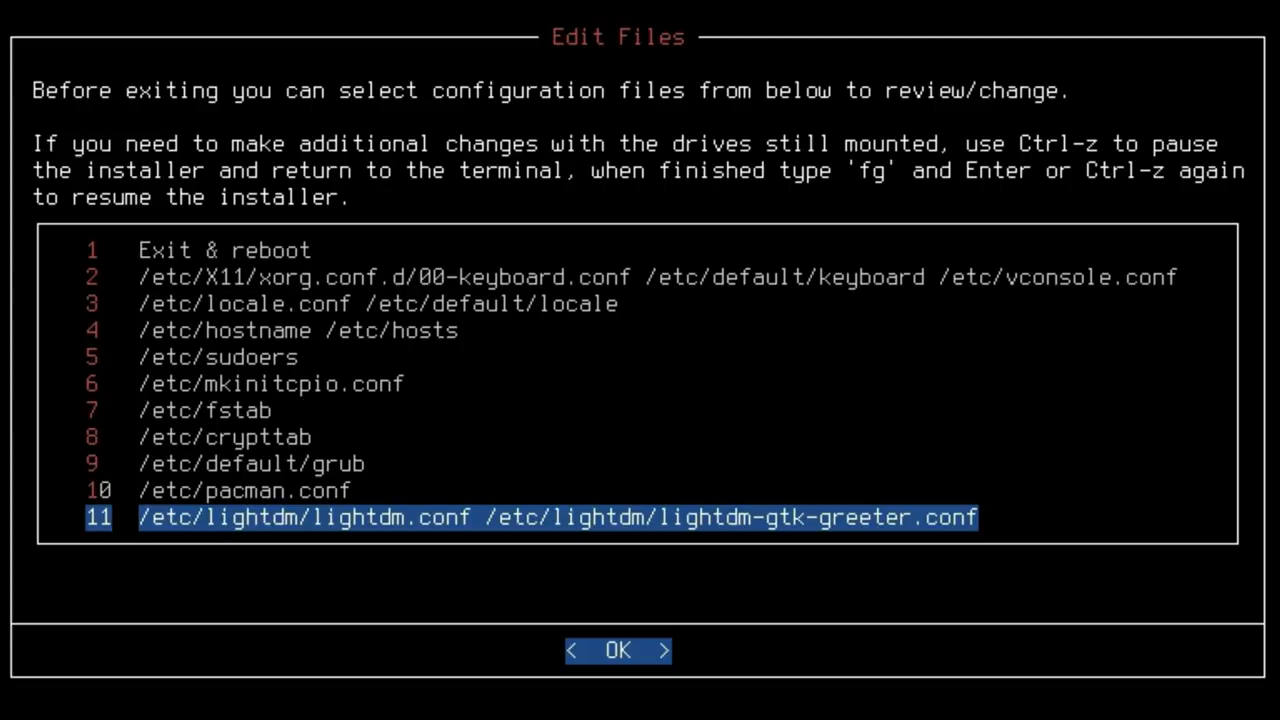 Edit Files
Before exiting you can select configuration files from below to review/change.
If you need to make additional changes with the drives still mounted, use Ctrl-z to pause
the installer and return to the terminal, when finished type 'fg' and Enter or Ctrl-z again
to resume the installer.
1 Exit & reboot
2 /etc/X11/xorg.conf.d/00-keyboard.conf /etc/default/keyboard /etc/vconsole.conf
3 /etc/locale.conf /etc/default/locale
4 /etc/hostname /etc/hosts
5 /etc/sudoers
6 /etc/mkinitcpio.conf
7 /etc/fstab
8 /etc/crypttab
9 /etc/default/grub
10 /etc/pacman.conf
11 /etc/lightdm/lightdm.conf /etc/lightdm/lightdm-gtk-greeter.conf
< OK >